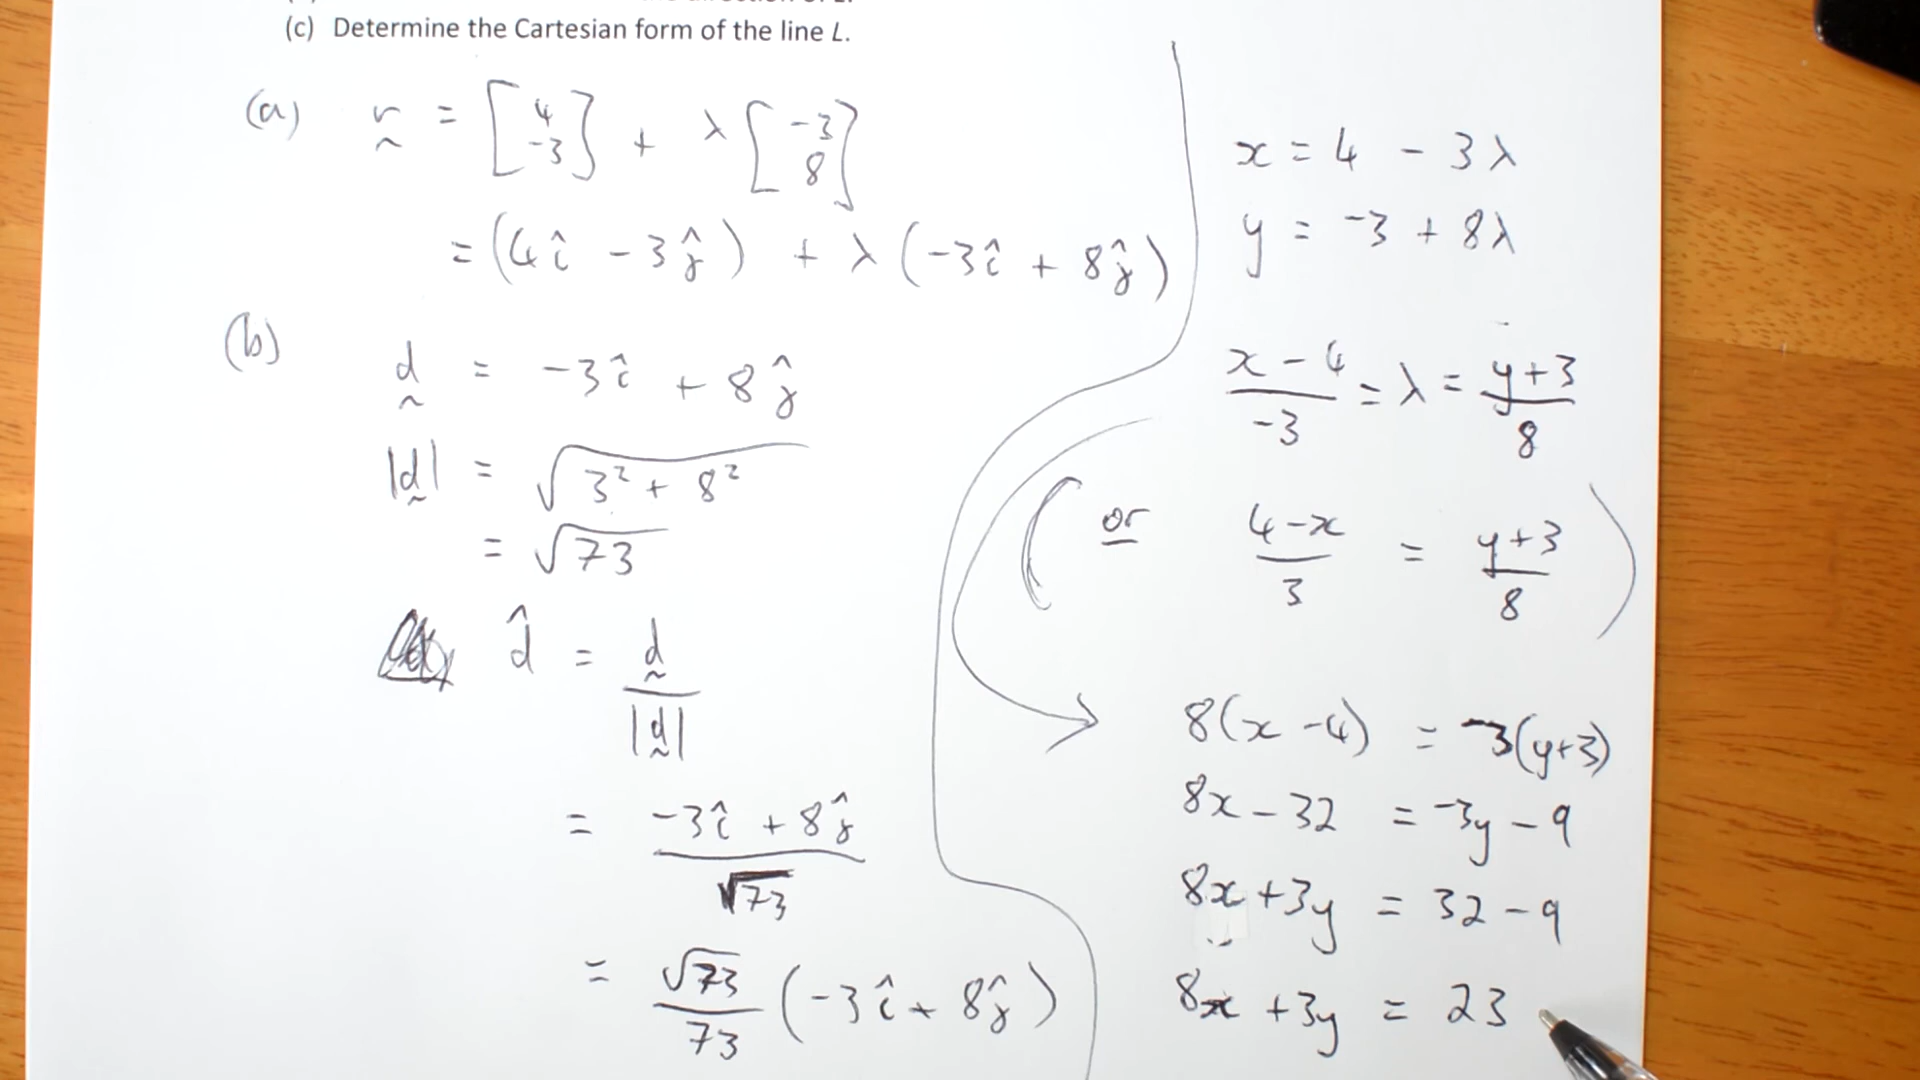 (c) Determine the Cartesian form of the line L.
(a) r̰ = [4 -3] + λ [-3 8]
= (4î - 3ĵ) + λ (-3î + 8ĵ)
(b) d̰ = -3î + 8ĵ
|d̰| = √(3² + 8²)
= √73
d̂ = d̰ / |d̰|
= (-3î + 8ĵ) / √73
= √73 / 73 (-3î + 8ĵ)
x = 4 - 3λ
y = -3 + 8λ
(x - 4) / -3 = λ = (y + 3) / 8
(or (4 - x) / 3 = (y + 3) / 8)
8(x - 4) = -3(y + 3)
8x - 32 = -3y - 9
8x + 3y = 32 - 9
8x + 3y = 23